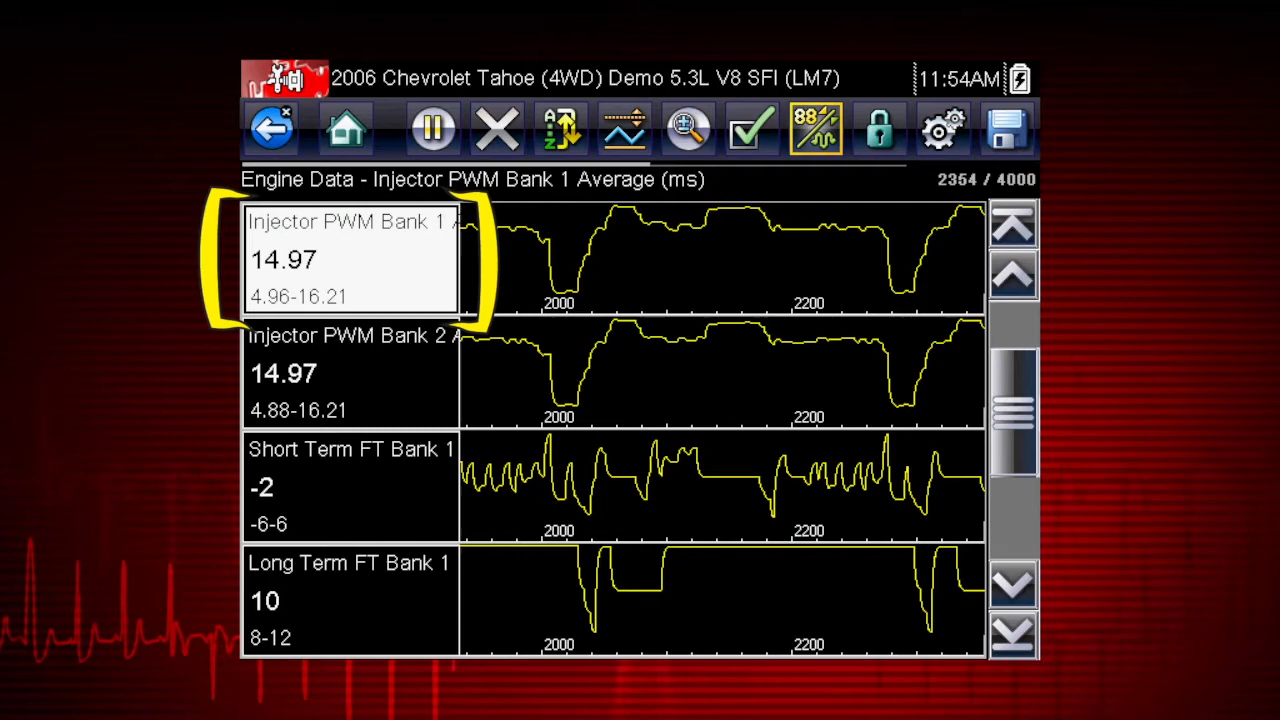 2006 Chevrolet Tahoe (4WD) Demo 5.3L V8 SFI (LM7) 11:54AM
A Z 88
Engine Data - Injector PWM Bank 1 Average (ms) 2354 / 4000
Injector PWM Bank 1 A
14.97
4.96-16.21
2000 2200
Injector PWM Bank 2 A
14.97
4.88-16.21
2000 2200
Short Term FT Bank 1
-2
-6-6
2000 2200
Long Term FT Bank 1
10
8-12
2000 2200